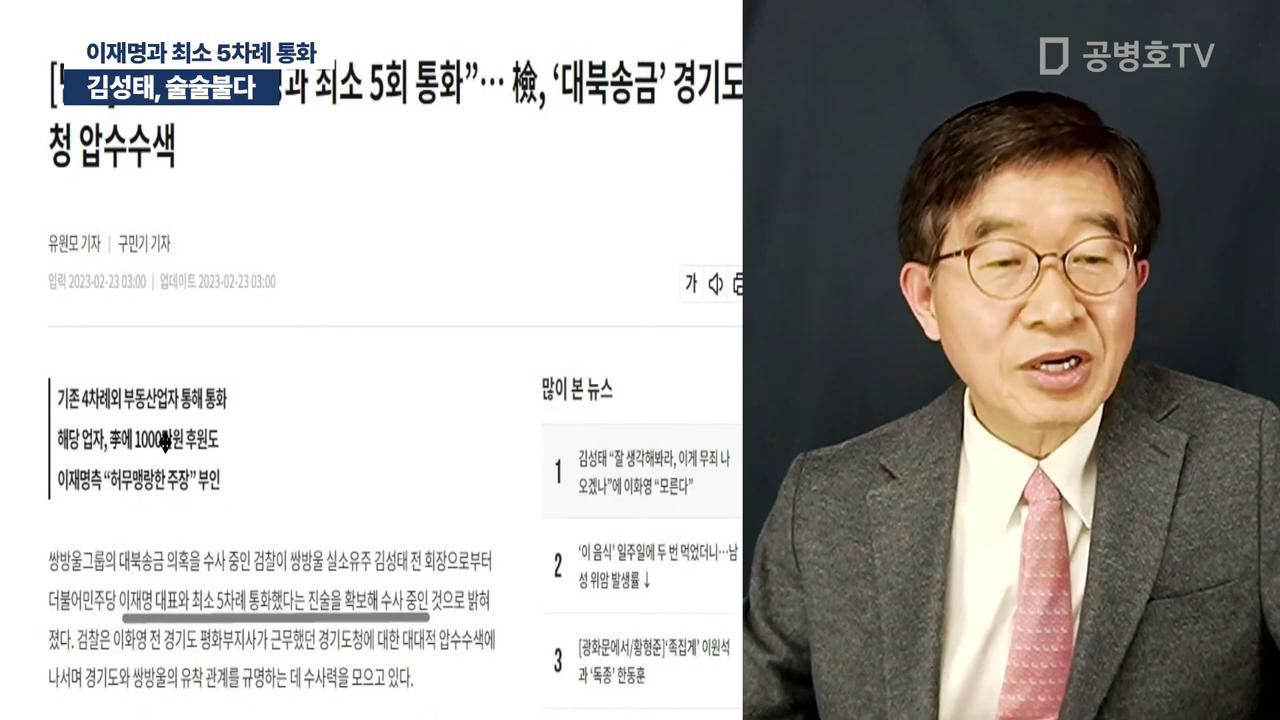 이재명과 최소 5차례 통화
김성태, 술술불다
공병호TV
과 최소 5회 통화”… 檢, ‘대북송금’ 경기도
청 압수수색
유원모 기자 | 구민기 기자
입력 2023-02-23 03:00 | 업데이트 2023-02-23 03:00
가
기존 4차례외 부동산업자 통해 통화
해당 업자, 李에 1000만원 후원도
이재명측 “허무맹랑한 주장” 부인
쌍방울그룹의 대북송금 의혹을 수사 중인 검찰이 쌍방울 실소유주 김성태 전 회장으로부터
더불어민주당 이재명 대표와 최소 5차례 통화했다는 진술을 확보해 수사 중인 것으로 밝혀
졌다. 검찰은 이화영 전 경기도 평화부지사가 근무했던 경기도청에 대한 대대적 압수수색에
나서며 경기도와 쌍방울의 유착 관계를 규명하는 데 수사력을 모으고 있다.
많이 본 뉴스
1
김성태 “잘 생각해봐라, 이게 무죄 나
오겠나”에 이화영 “모른다”
2
‘이 음식’ 일주일에 두 번 먹었더니…남
성 위암 발생률 ↓
3
[광화문에서/황형준]‘족집게’ 이원석
과 ‘독종’ 한동훈